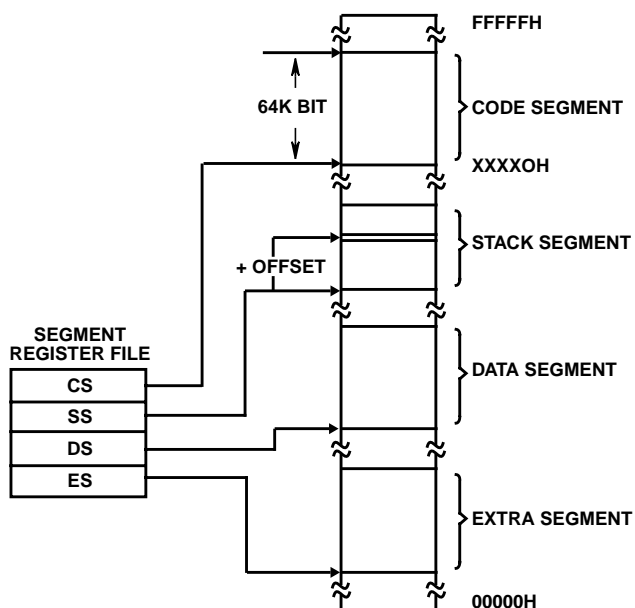 FFFFFH
64K BIT
CODE SEGMENT
XXXXOH
STACK SEGMENT
+ OFFSET
SEGMENT
REGISTER FILE
CS
SS
DS
ES
DATA SEGMENT
EXTRA SEGMENT
00000H